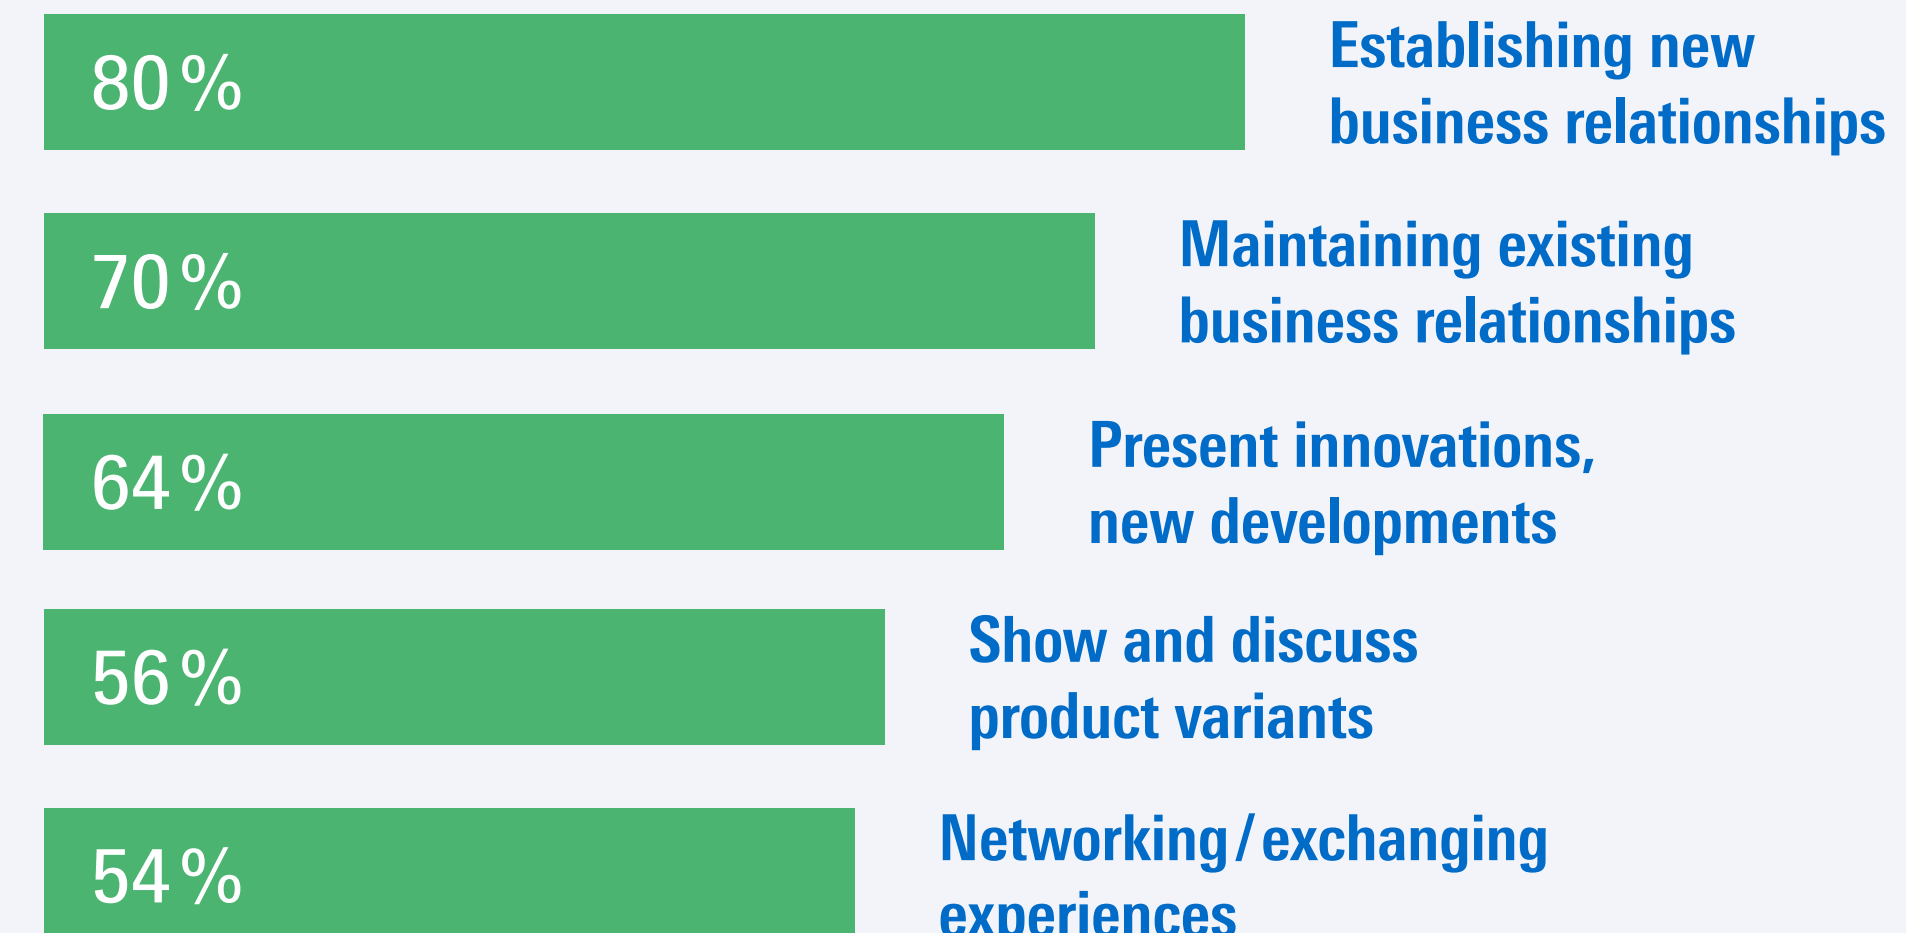 80 %
Establishing new
business relationships
70 %
Maintaining existing
business relationships
64 %
Present innovations,
new developments
56 %
Show and discuss
product variants
54 %
Networking / exchanging
experiences